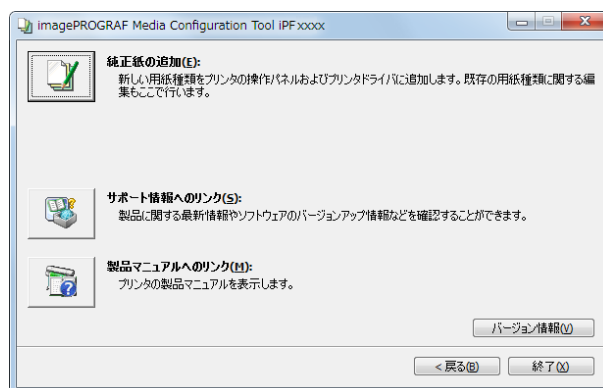 imagePROGRAF Media Configuration Tool iPFxxxx
純正紙の追加(E):
新しい用紙種類をプリンタの操作パネルおよびプリンタドライバに追加します。既存の用紙種類に関する編
集もここで行います。
サポート情報へのリンク(S):
製品に関する最新情報やソフトウェアのバージョンアップ情報などを確認することができます。
製品マニュアルへのリンク(M):
プリンタの製品マニュアルを表示します。
バージョン情報(V)
< 戻る(B)
終了(X)